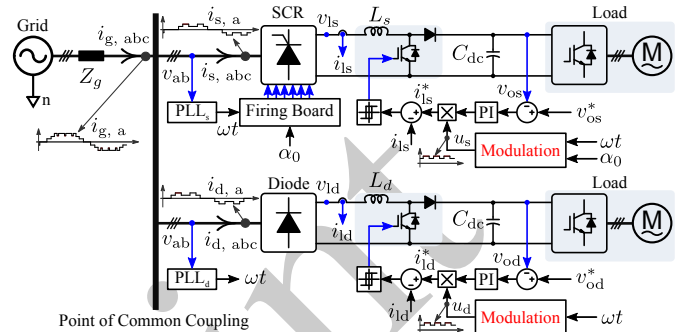 Grid
n
Z_g
i_g, abc
i_g, a
i_s, a
i_s, abc
v_ab
PLL_s
ωt
SCR
Firing Board
α_0
v_ls
i_ls
L_s
C_dc
Load
M
v_os
v*_os
PI
i*_ls
i_ls
u_s
Modulation
ωt
α_0
i_d, a
i_d, abc
v_ab
PLL_d
ωt
Diode
v_ld
i_ld
L_d
C_dc
Load
M
v_od
v*_od
PI
i*_ld
i_ld
u_d
Modulation
ωt
Point of Common Coupling